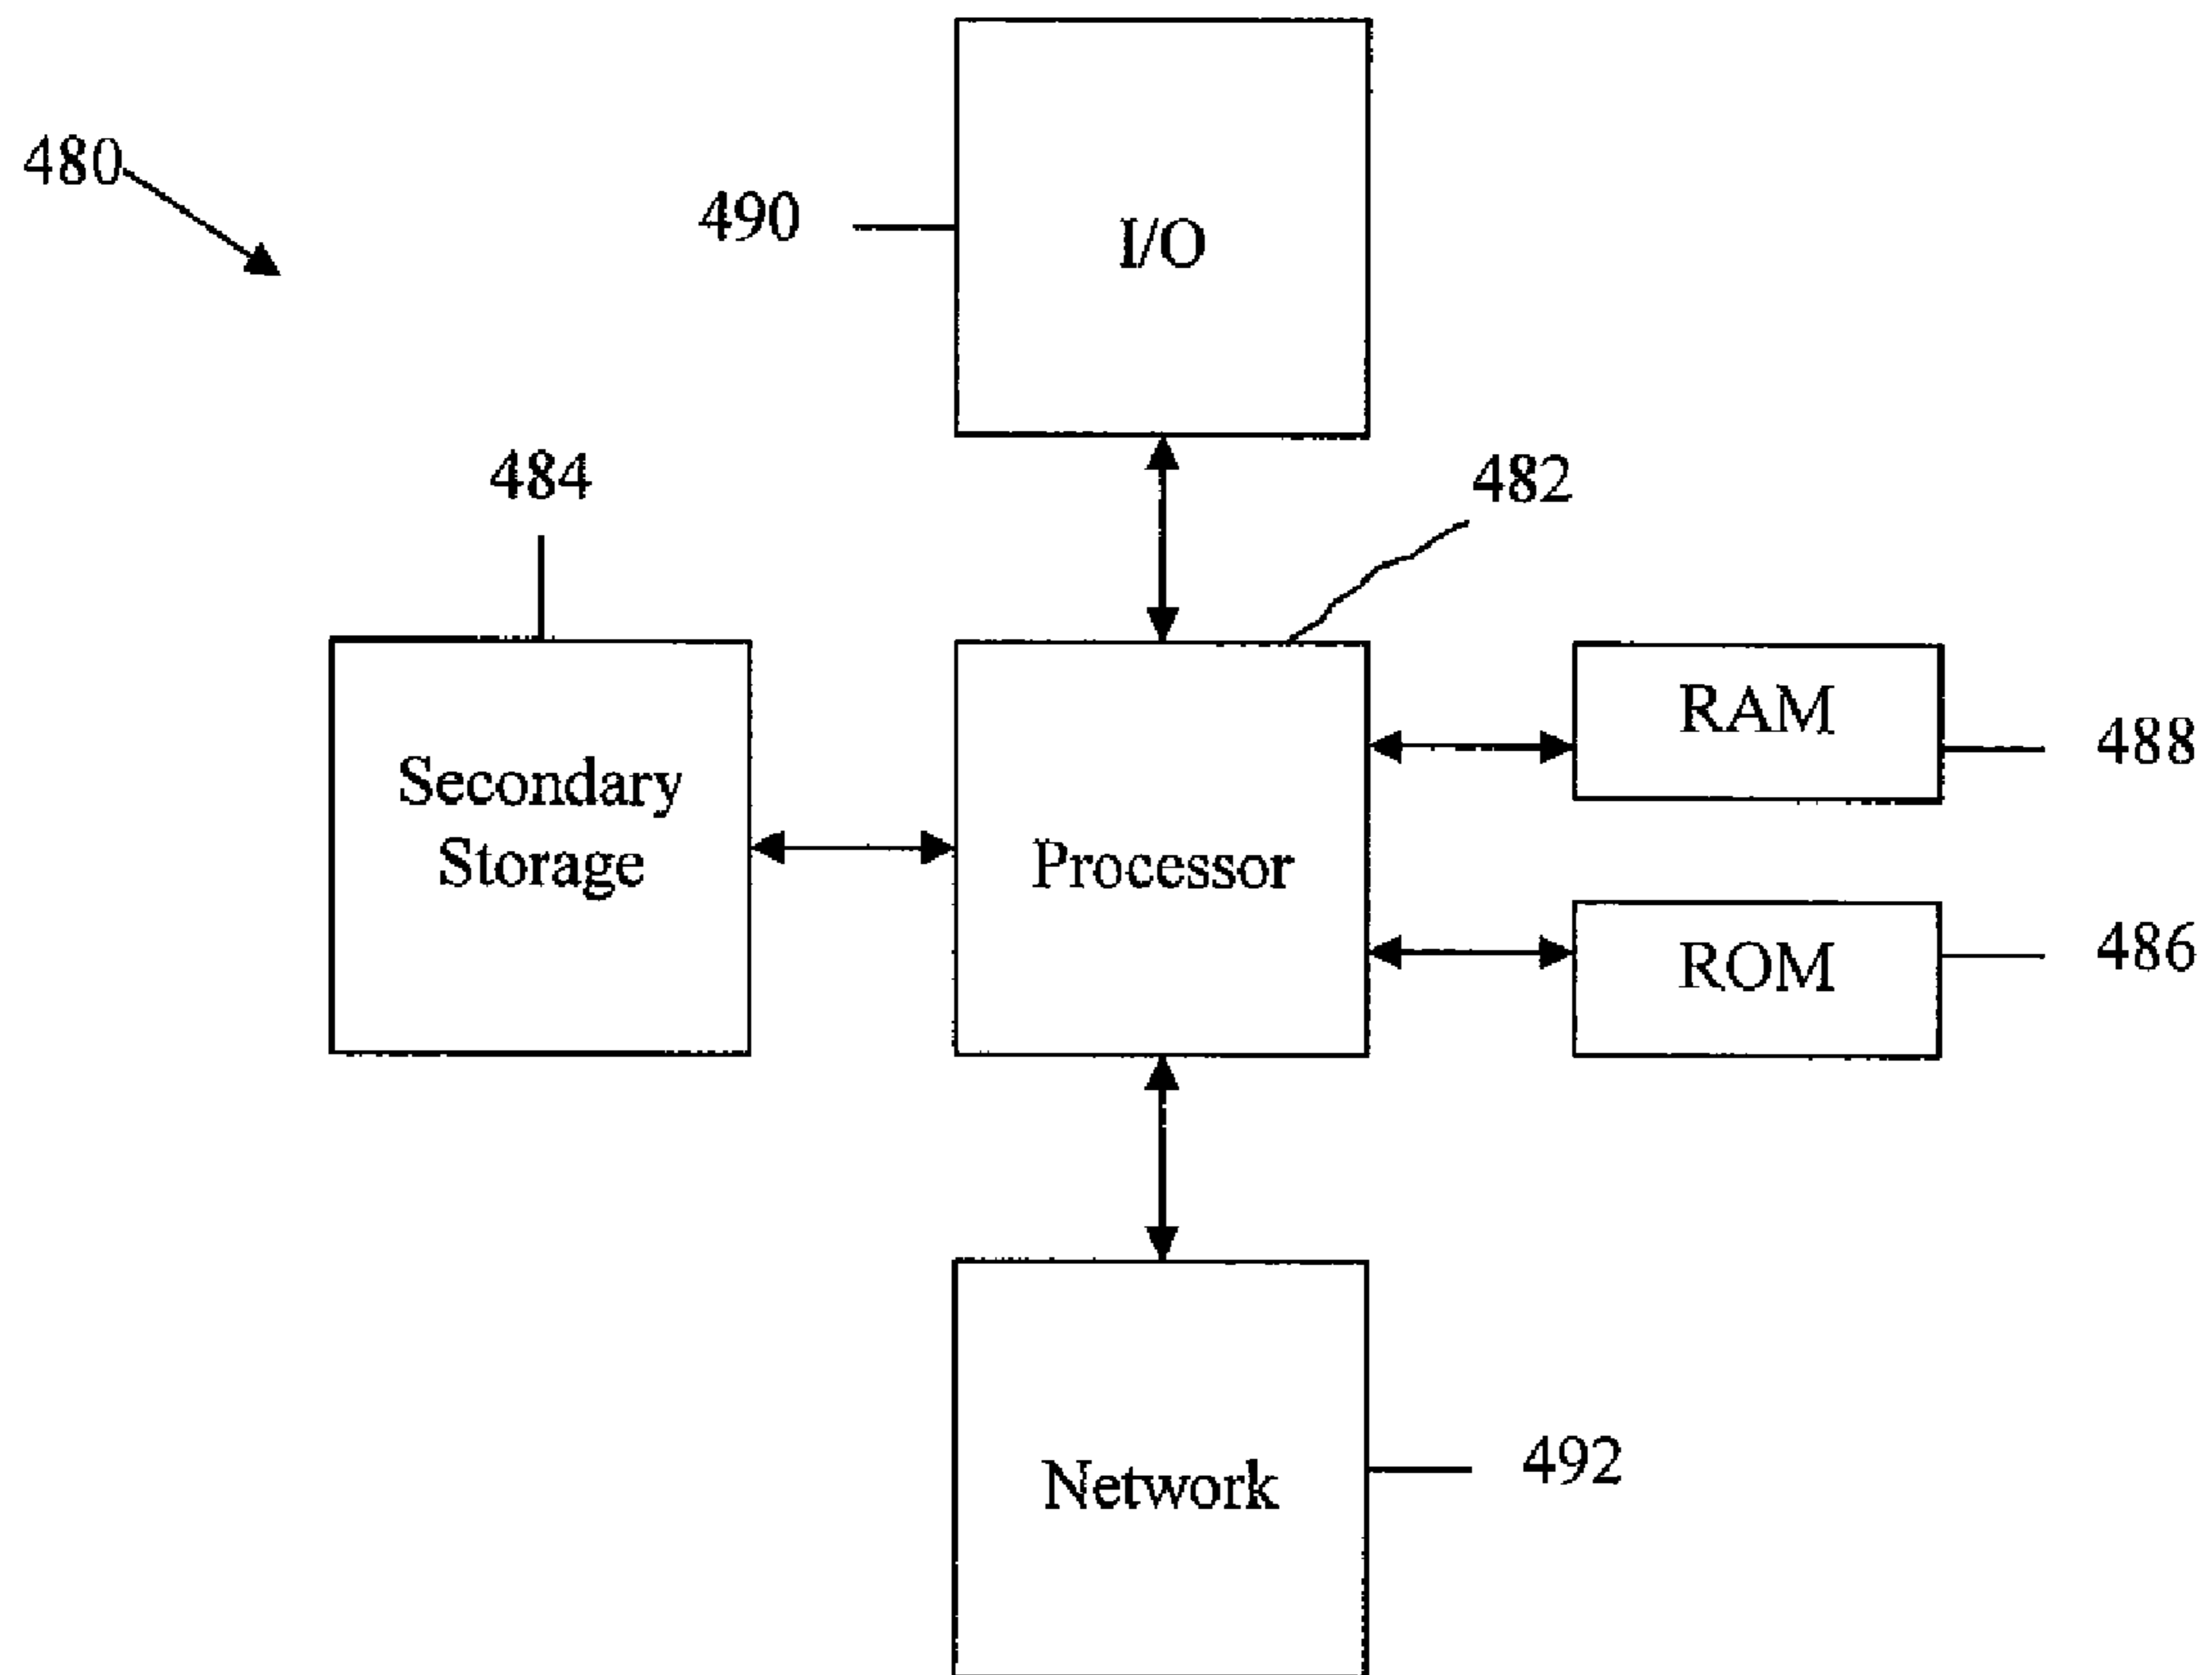 480
490
I/O
484
482
Secondary
Storage
Processor
RAM
488
ROM
486
Network
492